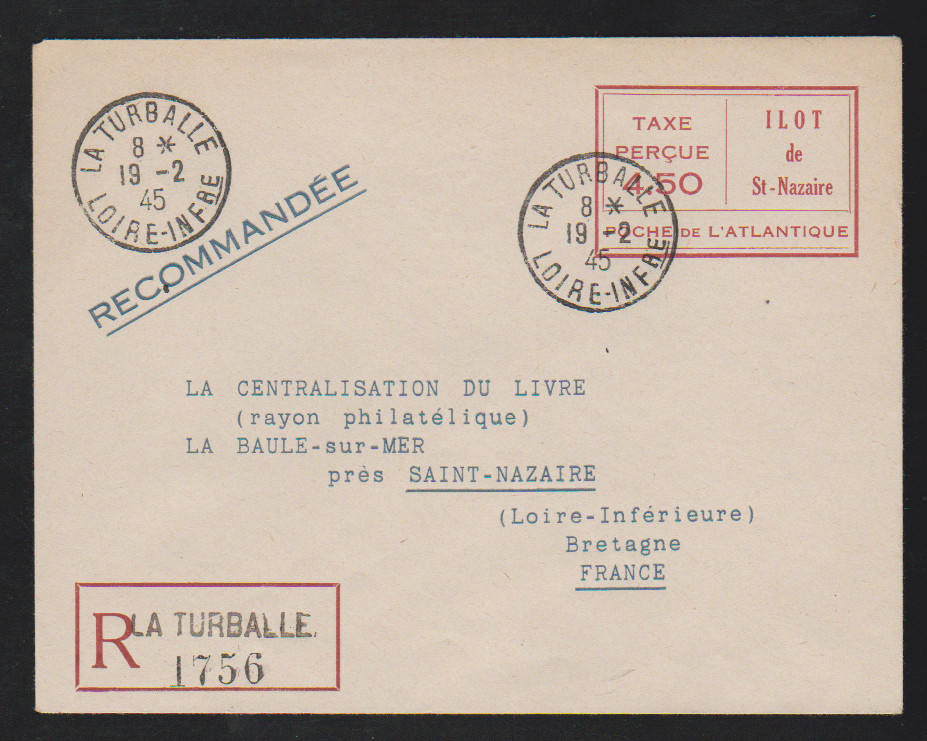 LA TURBALLE
8 *
19 -2
45
LOIRE-INFRE
RECOMMANDÉE
TAXE
PERÇUE
4.50
ILOT
de
St-Nazaire
POCHE DE L'ATLANTIQUE
LA TURBALLE
8 *
19 -2
45
LOIRE-INFRE
LA CENTRALISATION DU LIVRE
(rayon philatélique)
LA BAULE-sur-MER
près SAINT-NAZAIRE
(Loire-Inférieure)
Bretagne
FRANCE
R LA TURBALLE.
1756